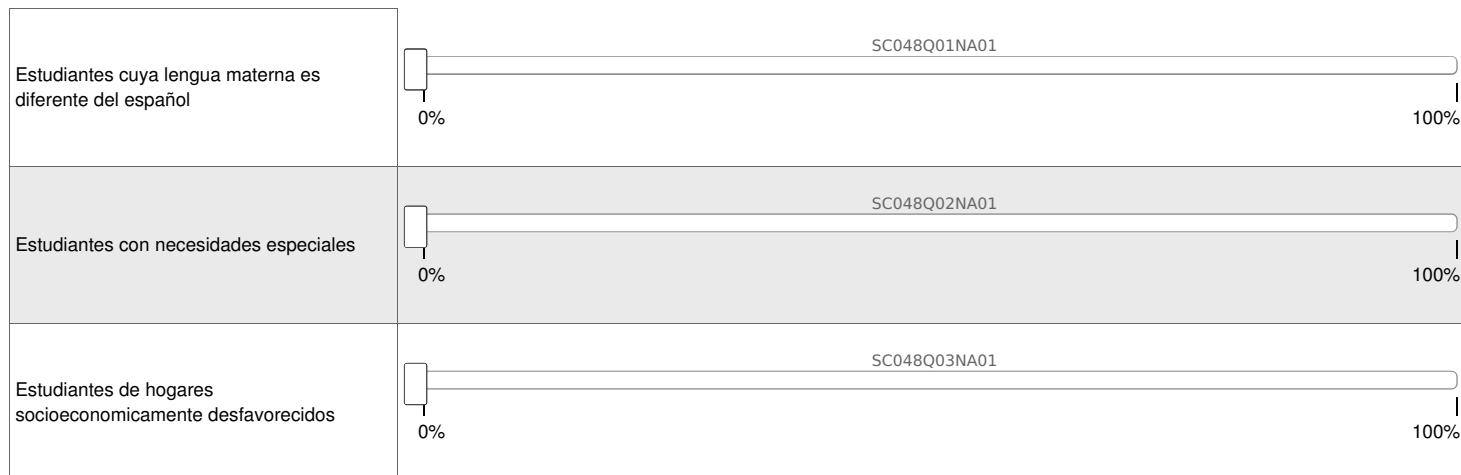 SC048Q01NA01
Estudiantes cuya lengua materna es
diferente del español
0% 100%
SC048Q02NA01
Estudiantes con necesidades especiales
0% 100%
SC048Q03NA01
Estudiantes de hogares
socioeconomicamente desfavorecidos
0% 100%